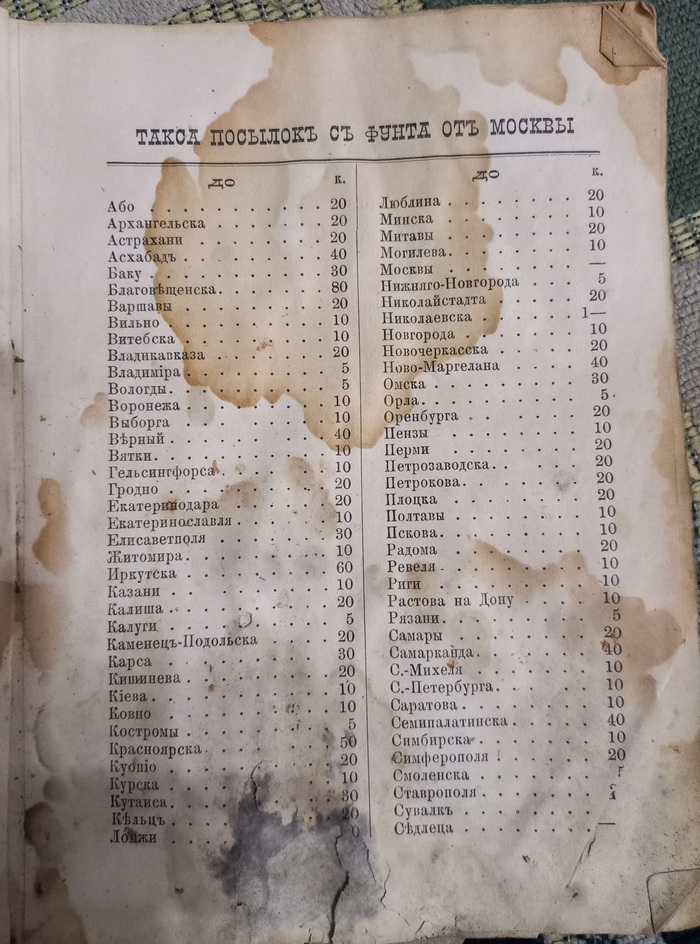 ТАКСА ПОСЫЛОКЪ СЪ ФУНТА ОТЪ МОСКВЫ
ДО К.
Або 20
Архангельска 20
Астрахани 20
Асхабадъ 40
Баку 30
Благовѣщенска 80
Варшавы 20
Вильно 10
Витебска 10
Владикавказа 20
Владиміра 5
Вологды 5
Воронежа 10
Выборга 10
Вѣрный 40
Вятки 10
Гельсингфорса 10
Гродно 20
Екатеринодара 20
Екатеринославля 10
Елисаветполя 30
Житомира 10
Иркутска 60
Казани 10
Калиша 20
Калуги 5
Каменецъ-Подольска 20
Карса 30
Кишинева 20
Кіева 10
Ковно 10
Костромы 5
Красноярска 50
Куопіо 20
Курска 10
Кутаиса 30
Кѣльцъ 20
Ломжи
ДО К.
Люблина 20
Минска 10
Митавы 20
Могилева 10
Москвы —
Нижняго-Новгорода 5
Николайстадта 20
Николаевска 1—
Новгорода 10
Новочеркасска 20
Ново-Маргелана 40
Омска 30
Орла 5
Оренбурга 20
Пензы 10
Перми 20
Петрозаводска 20
Петрокова 20
Плоцка 20
Полтавы 10
Пскова 10
Радома 20
Ревеля 10
Риги 10
Растова на Дону 10
Рязани 5
Самары 20
Самарканда 40
С.-Михеля 10
С.-Петербурга 10
Саратова 10
Семипалатинска 40
Симбирска 10
Симферополя 20
Смоленска
Ставрополя
Сувалкъ
Сѣдлеца